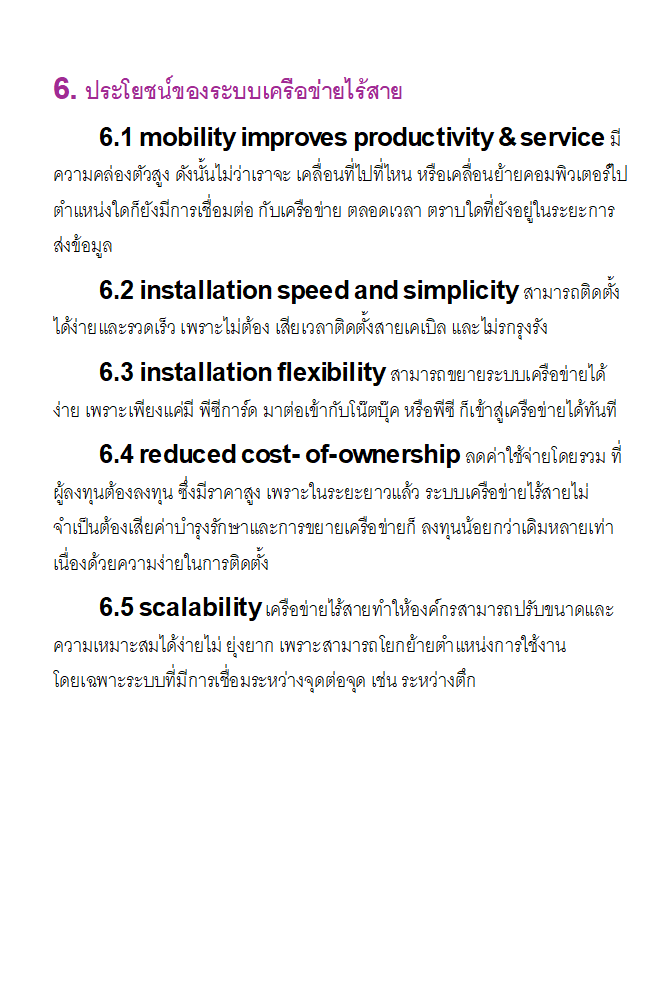 6. ประโยชน์ของระบบเครือข่ายไร้สาย
6.1 mobility improves productivity & service มี
ความคล่องตัวสูง ดังนั้นไม่ว่าเราจะ เคลื่อนที่ไปที่ไหน หรือเคลื่อนย้ายคอมพิวเตอร์ไป
ตำแหน่งใดก็ยังมีการเชื่อมต่อ กับเครือข่าย ตลอดเวลา ตราบใดที่ยังอยู่ในระยะการ
ส่งข้อมูล
6.2 installation speed and simplicity สามารถติดตั้ง
ได้ง่ายและรวดเร็ว เพราะไม่ต้อง เสียเวลาติดตั้งสายเคเบิล และไม่รกรุงรัง
6.3 installation flexibility สามารถขยายระบบเครือข่ายได้
ง่าย เพราะเพียงแค่มี พีซีการ์ด มาต่อเข้ากับโน๊ตบุ๊ค หรือพีซี ก็เข้าสู่เครือข่ายได้ทันที
6.4 reduced cost- of-ownership ลดค่าใช้จ่ายโดยรวม ที่
ผู้ลงทุนต้องลงทุน ซึ่งมีราคาสูง เพราะในระยะยาวแล้ว ระบบเครือข่ายไร้สายไม่
จำเป็นต้องเสียค่าบำรุงรักษาและการขยายเครือข่ายก็ ลงทุนน้อยกว่าเดิมหลายเท่า
เนื่องด้วยความง่ายในการติดตั้ง
6.5 scalability เครือข่ายไร้สายทำให้องค์กรสามารถปรับขนาดและ
ความเหมาะสมได้ง่ายไม่ ยุ่งยาก เพราะสามารถโยกย้ายตำแหน่งการใช้งาน
โดยเฉพาะระบบที่มีการเชื่อมระหว่างจุดต่อจุด เช่น ระหว่างตึก